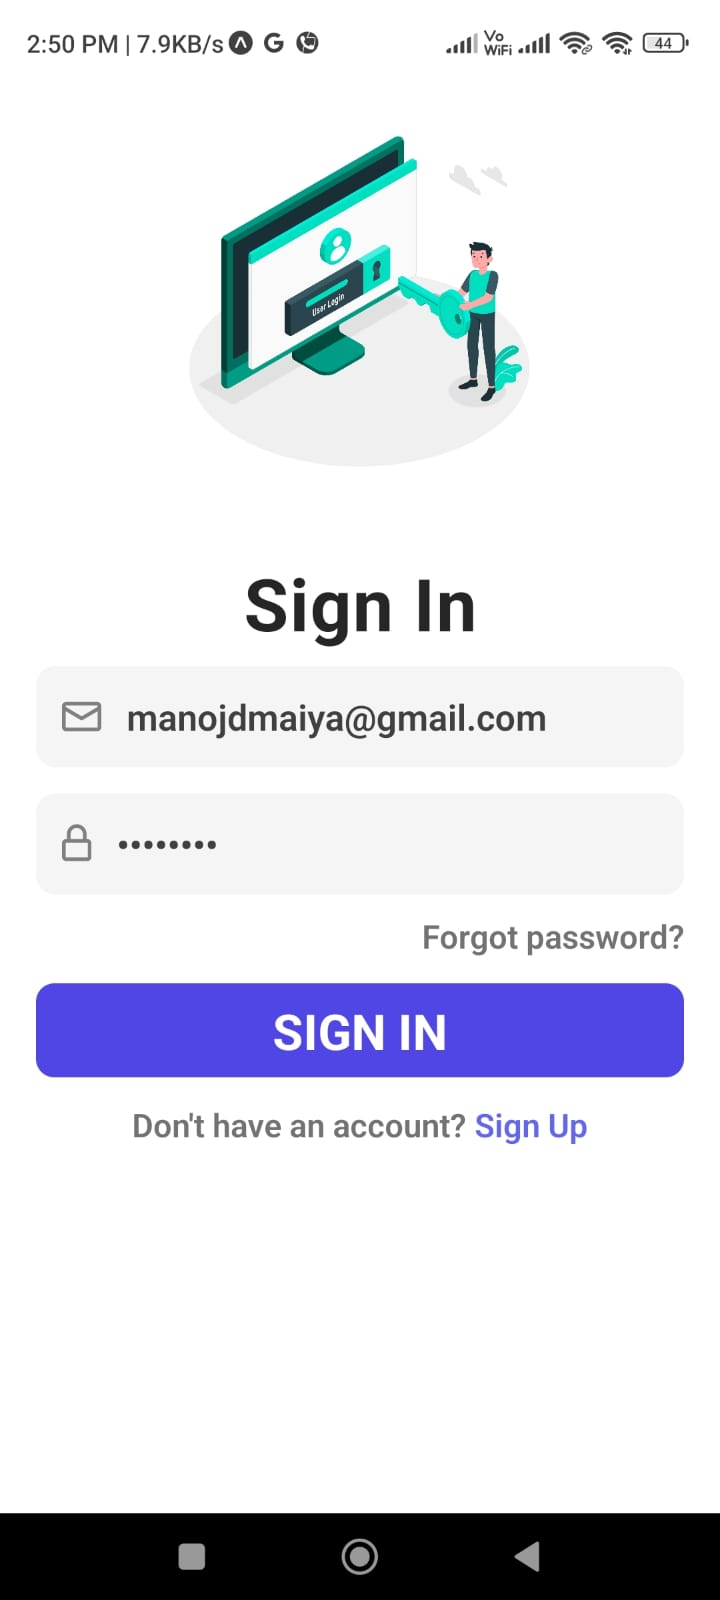 2:50 PM | 7.9KB/s G Vo WiFi 44
User Login
Sign In
manojdmaiya@gmail.com
••••••••
Forgot password?
SIGN IN
Don't have an account? Sign Up